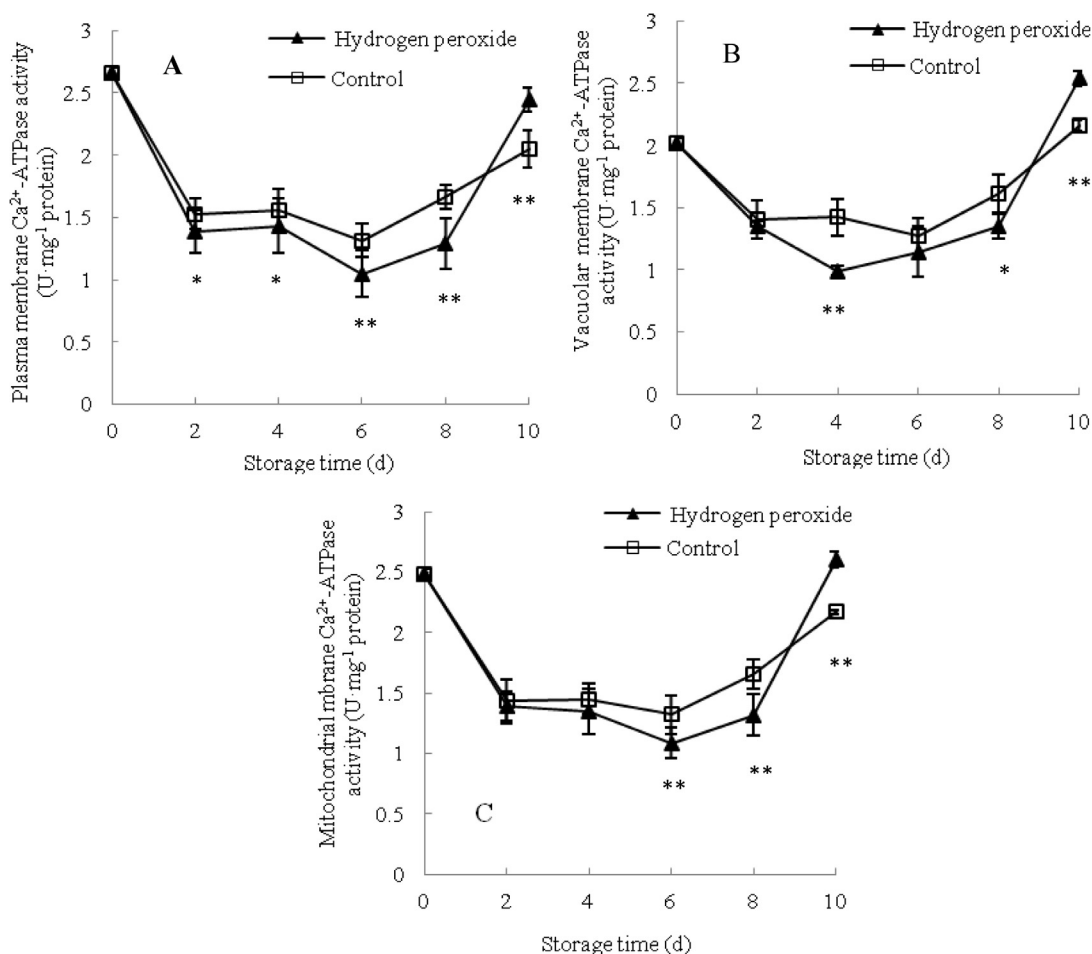 A
Hydrogen peroxide
Control
Plasma membrane Ca²⁺-ATPase activity
(U·mg⁻¹ protein)
3
2.5
2
1.5
1
0.5
0
* * ** ** **
0 2 4 6 8 10
Storage time (d)
B
Hydrogen peroxide
Control
Vacuolar membrane Ca²⁺-ATPase
activity (U·mg⁻¹ protein)
3
2.5
2
1.5
1
0.5
0
** * **
0 2 4 6 8 10
Storage time (d)
Hydrogen peroxide
Control
Mitochondrial mbrane Ca²⁺-ATPase
activity (U·mg⁻¹ protein)
3
2.5
2
1.5
1
0.5
0
** ** **
C
0 2 4 6 8 10
Storage time (d)